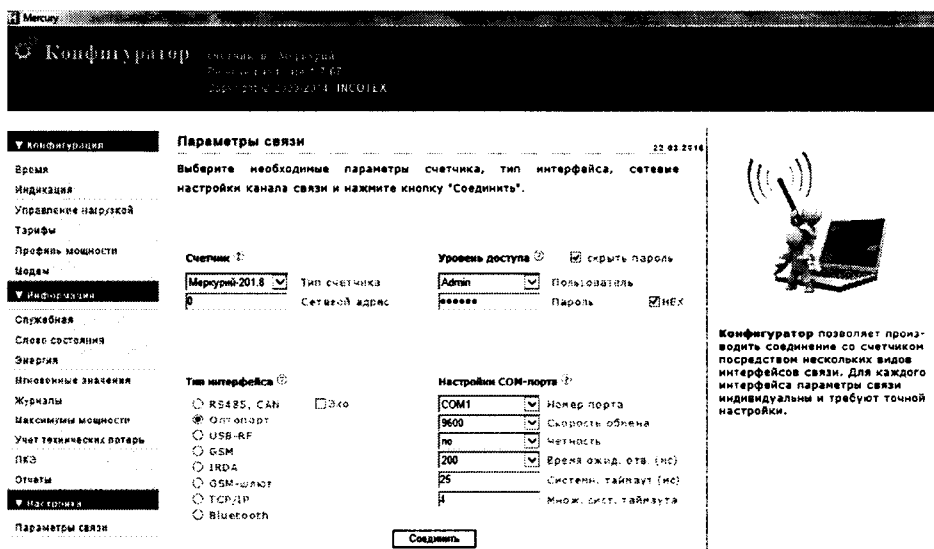 Mercury
Конфигуратор
INCOTEX
▼ Конфигурация
Время
Индикация
Управление нагрузкой
Тарифы
Профиль мощности
Модем
▼ Информация
Служебная
Слово состояния
Энергия
Мгновенные значения
Журналы
Максимумы мощности
Учет технических потерь
ПКЭ
Отчеты
▼ Настройка
Параметры связи
Параметры связи
22.03.2016
Выберите необходимые параметры счетчика, тип интерфейса, сетевые
настройки канала связи и нажмите кнопку "Соединить".
Счетчик
Меркурий-201.8 Тип счетчика
0 Сетевой адрес
Уровень доступа скрыть пароль
Admin Пользователь
●●●●●● Пароль HEX
Тип интерфейса
RS485, CAN Эхо
Оптопорт
USB-RF
GSM
IRDA
GSM-шлюз
TCP/IP
Bluetooth
Настройки COM-порта
COM1 Номер порта
9600 Скорость обмена
no Четность
200 Время ожид. отв. (мс)
25 Системн. таймаут (мс)
4 Множ. сист. таймаута
Соединить
Конфигуратор позволяет произ-
водить соединение со счетчиком
посредством нескольких видов
интерфейсов связи. Для каждого
интерфейса параметры связи
индивидуальны и требуют точной
настройки.